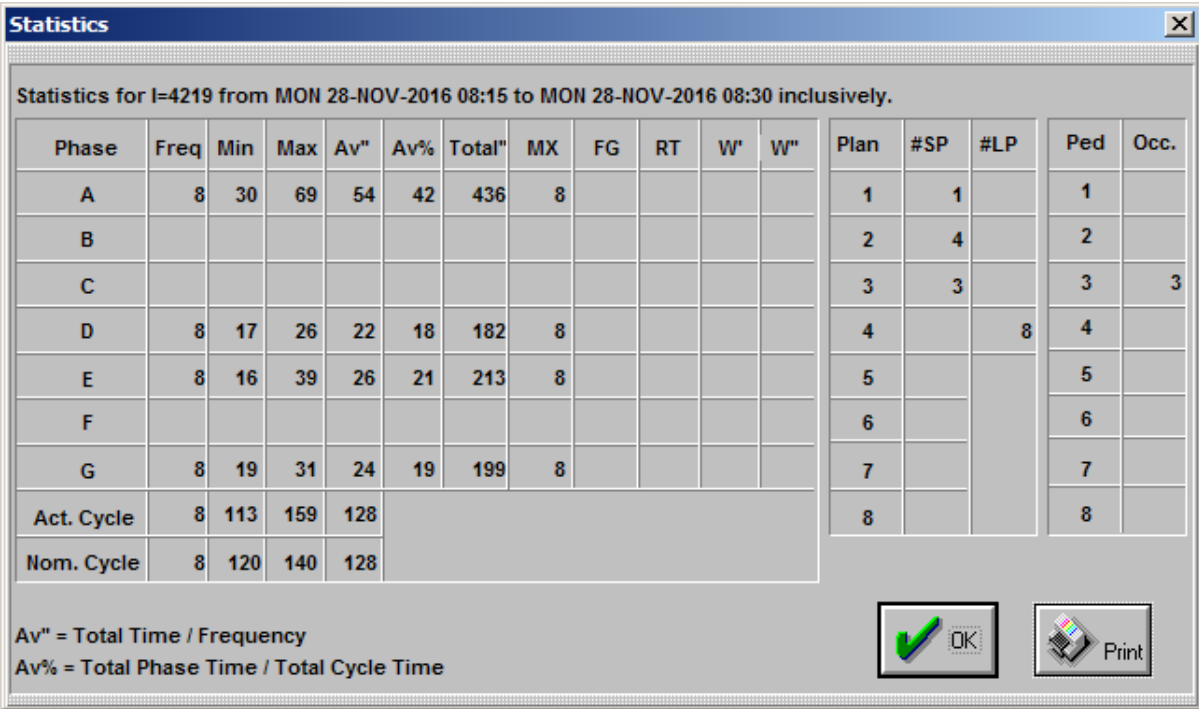 Statistics
Statistics for I=4219 from MON 28-NOV-2016 08:15 to MON 28-NOV-2016 08:30 inclusively.
Phase Freq Min Max Av" Av% Total" MX FG RT W' W" Plan #SP #LP Ped Occ.
A 8 30 69 54 42 436 8 1 1 1
B 2 4 2
C 3 3 3 3
D 8 17 26 22 18 182 8 4 8 4
E 8 16 39 26 21 213 8 5 5
F 6 6
G 8 19 31 24 19 199 8 7 7
Act. Cycle 8 113 159 128 8 8
Nom. Cycle 8 120 140 128
Av" = Total Time / Frequency
Av% = Total Phase Time / Total Cycle Time
OK
Print